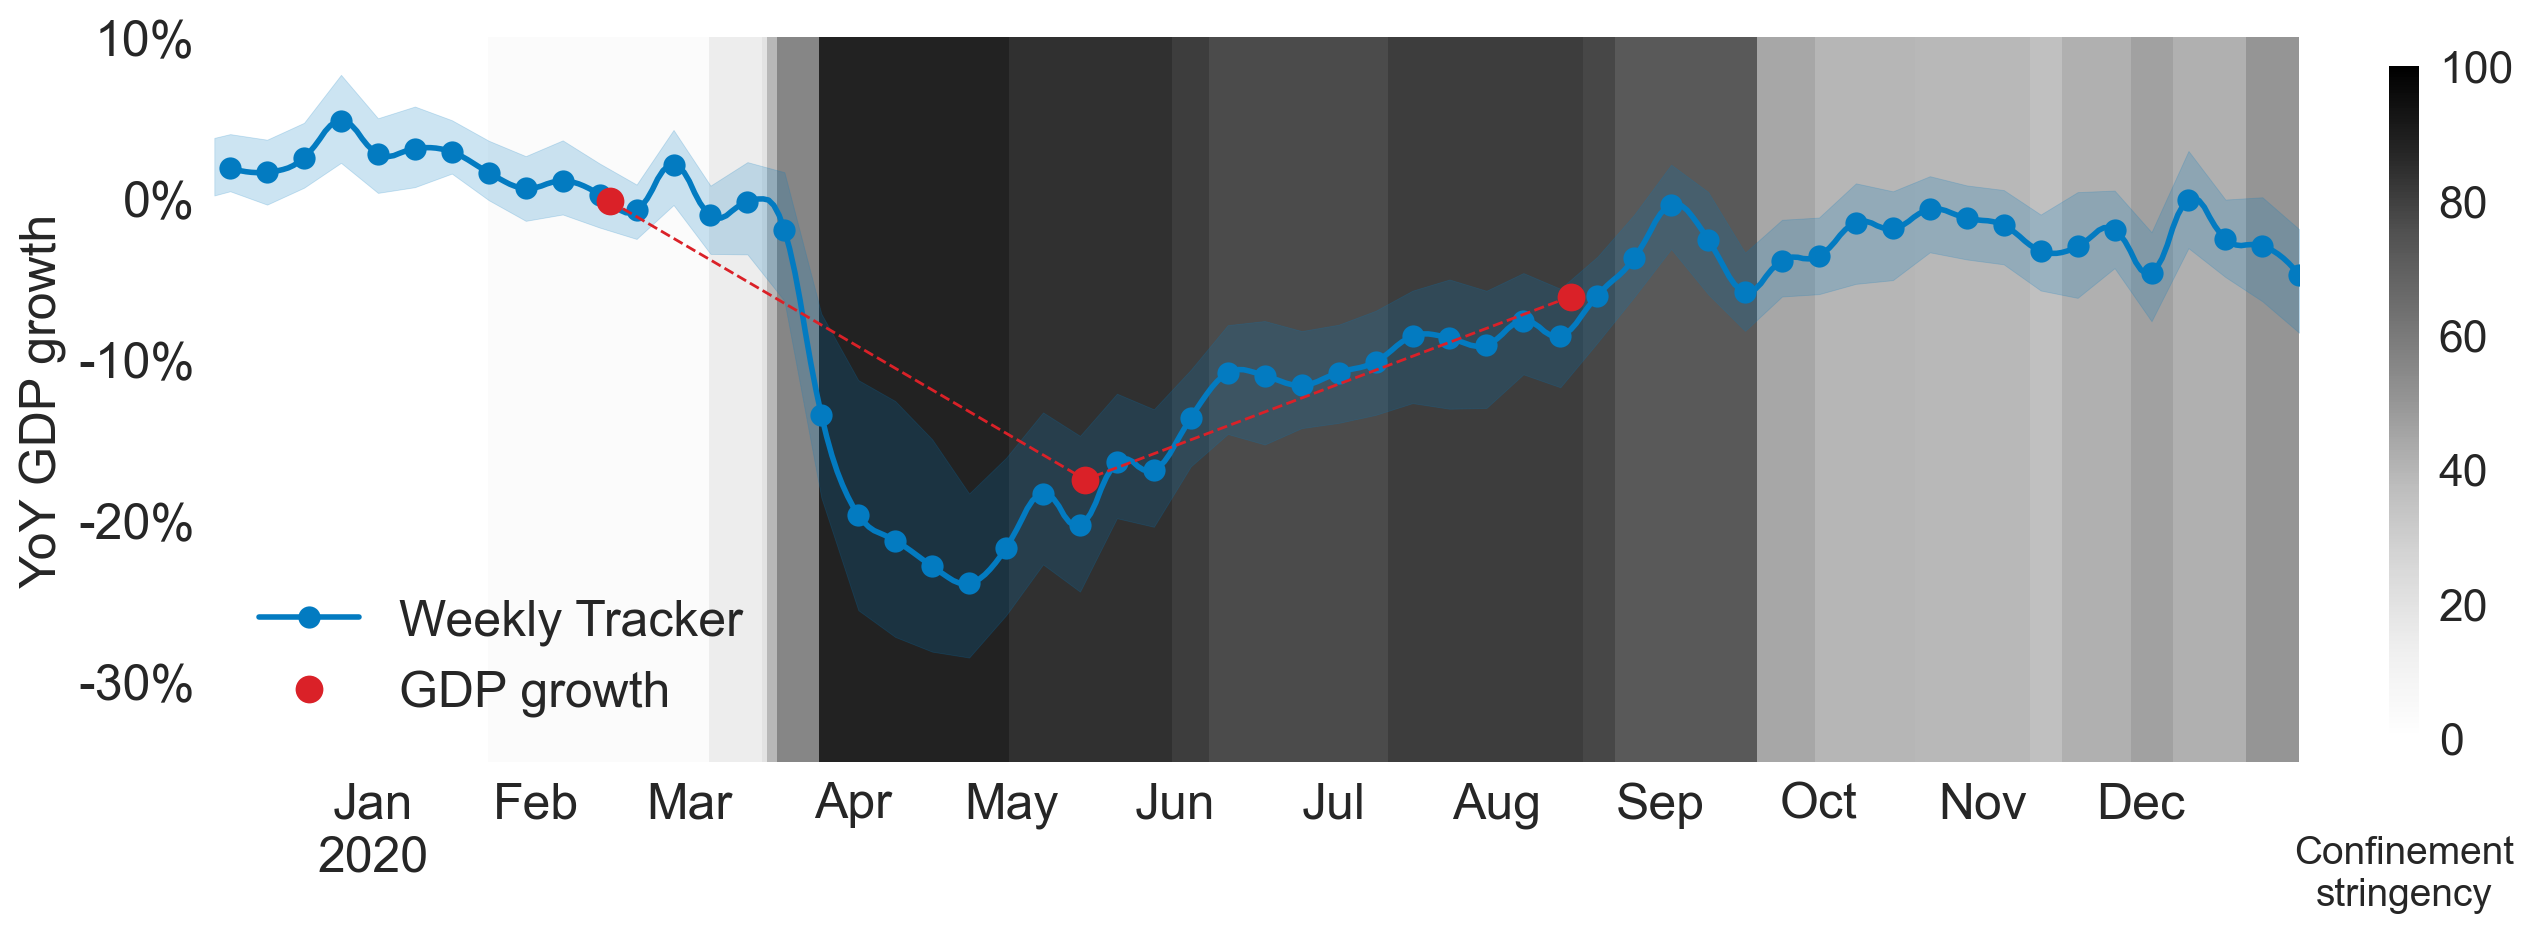 10%
0%
-10%
-20%
-30%
YoY GDP growth
Weekly Tracker
GDP growth
Jan
2020
Feb
Mar
Apr
May
Jun
Jul
Aug
Sep
Oct
Nov
Dec
100
80
60
40
20
0
Confinement
stringency